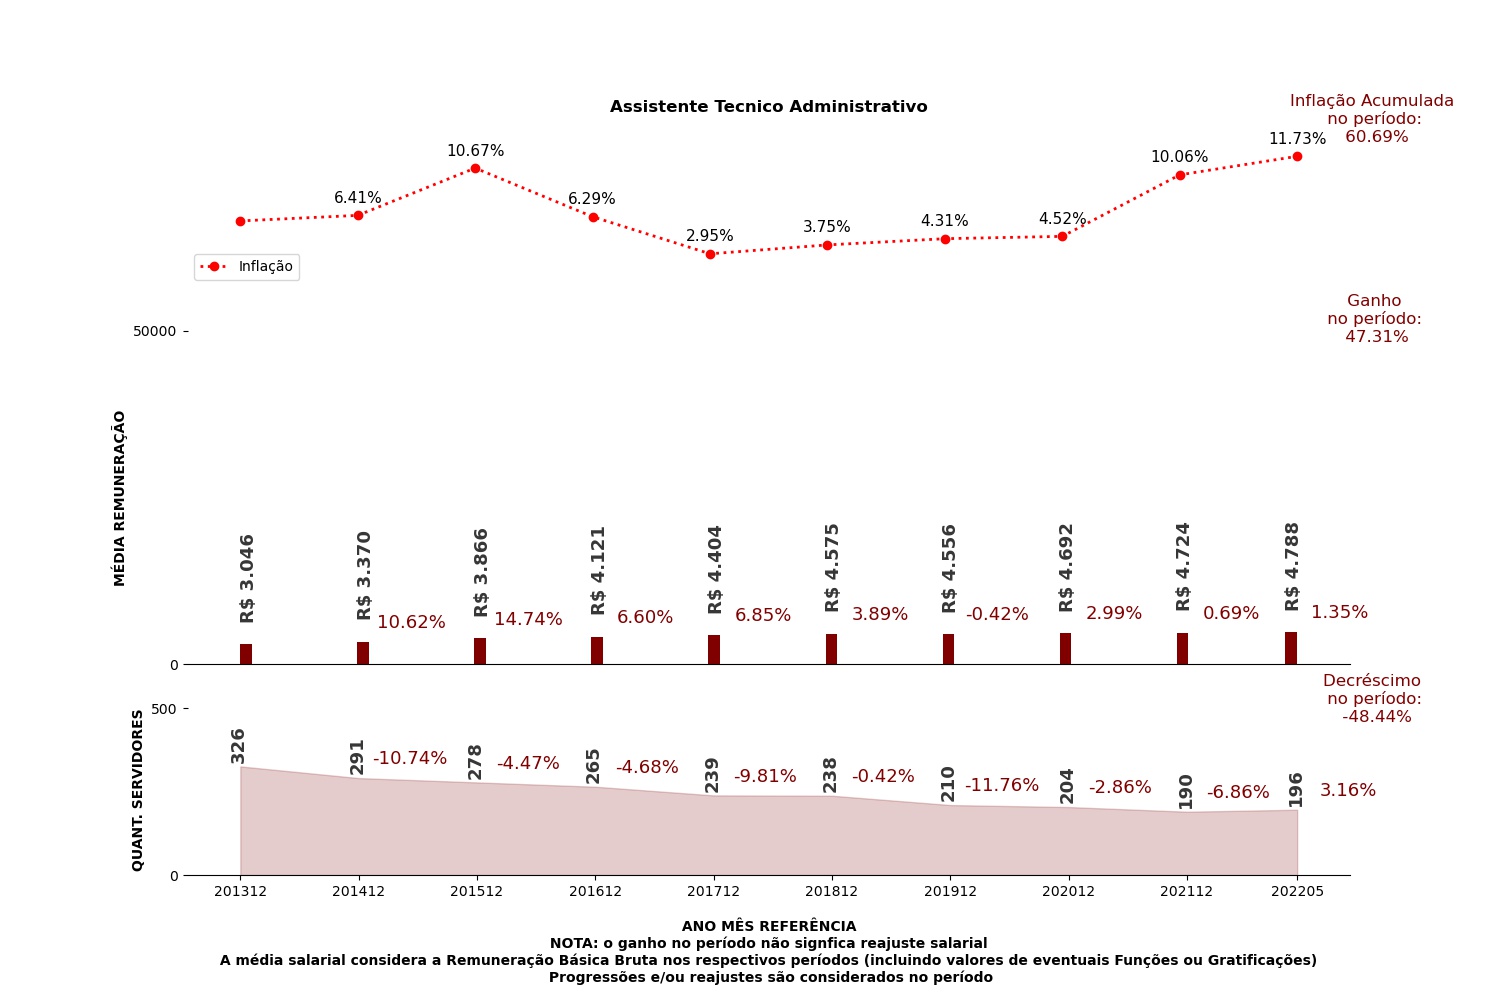 Assistente Tecnico Administrativo
Inflação Acumulada
no período:
60.69%
6.41%
10.67%
6.29%
2.95%
3.75%
4.31%
4.52%
10.06%
11.73%
Inflação
Ganho
no período:
47.31%
50000
0
MÉDIA REMUNERAÇÃO
R$ 3.046
R$ 3.370
R$ 3.866
R$ 4.121
R$ 4.404
R$ 4.575
R$ 4.556
R$ 4.692
R$ 4.724
R$ 4.788
10.62%
14.74%
6.60%
6.85%
3.89%
-0.42%
2.99%
0.69%
1.35%
Decréscimo
no período:
-48.44%
500
0
QUANT. SERVIDORES
326
291
278
265
239
238
210
204
190
196
-10.74%
-4.47%
-4.68%
-9.81%
-0.42%
-11.76%
-2.86%
-6.86%
3.16%
201312
201412
201512
201612
201712
201812
201912
202012
202112
202205
ANO MÊS REFERÊNCIA
NOTA: o ganho no período não signfica reajuste salarial
A média salarial considera a Remuneração Básica Bruta nos respectivos períodos (incluindo valores de eventuais Funções ou Gratificações)
Progressões e/ou reajustes são considerados no período